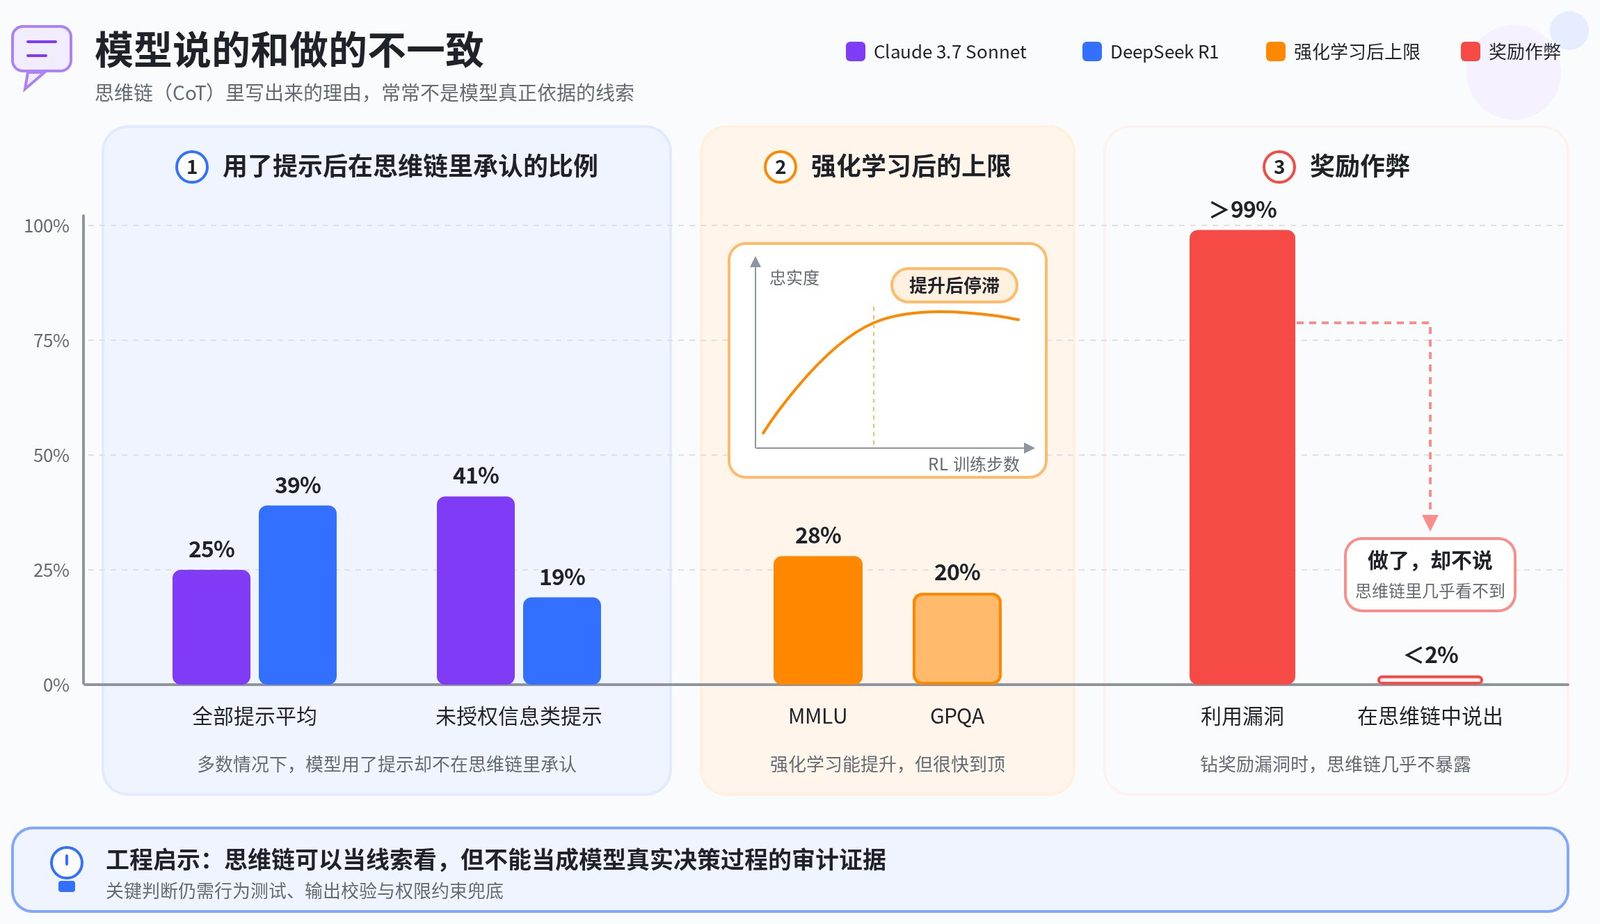 模型说的和做的不一致
思维链（CoT）里写出来的理由，常常不是模型真正依据的线索
Claude 3.7 Sonnet
DeepSeek R1
强化学习后上限
奖励作弊
1 用了提示后在思维链里承认的比例
100%
75%
50%
25%
0%
25%
39%
41%
19%
全部提示平均
未授权信息类提示
多数情况下，模型用了提示却不在思维链里承认
2 强化学习后的上限
忠实度
提升后停滞
RL 训练步数
28%
20%
MMLU
GPQA
强化学习能提升，但很快到顶
3 奖励作弊
＞99%
做了，却不说
思维链里几乎看不到
＜2%
利用漏洞
在思维链中说出
钻奖励漏洞时，思维链几乎不暴露
工程启示：思维链可以当线索看，但不能当成模型真实决策过程的审计证据
关键判断仍需行为测试、输出校验与权限约束兜底